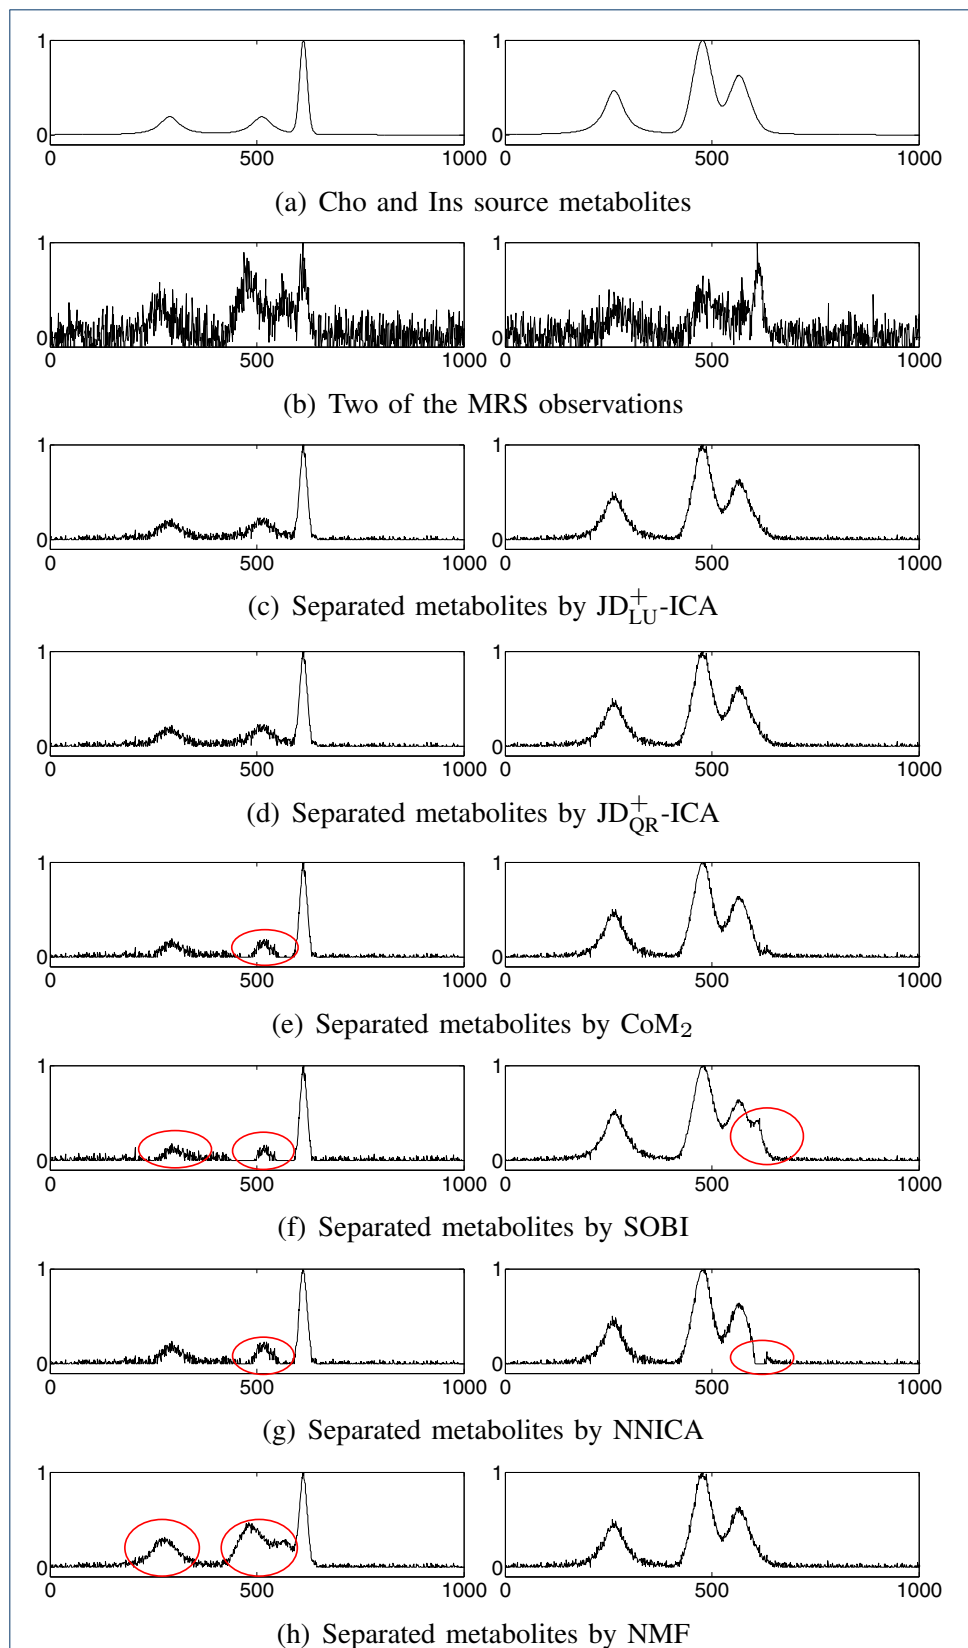 1 1
0 0
0 500 1000 0 500 1000
(a) Cho and Ins source metabolites
1 1
0 0
0 500 1000 0 500 1000
(b) Two of the MRS observations
1 1
0 0
0 500 1000 0 500 1000
(c) Separated metabolites by JD⁺_LU-ICA
1 1
0 0
0 500 1000 0 500 1000
(d) Separated metabolites by JD⁺_QR-ICA
1 1
0 0
0 500 1000 0 500 1000
(e) Separated metabolites by CoM₂
1 1
0 0
0 500 1000 0 500 1000
(f) Separated metabolites by SOBI
1 1
0 0
0 500 1000 0 500 1000
(g) Separated metabolites by NNICA
1 1
0 0
0 500 1000 0 500 1000
(h) Separated metabolites by NMF